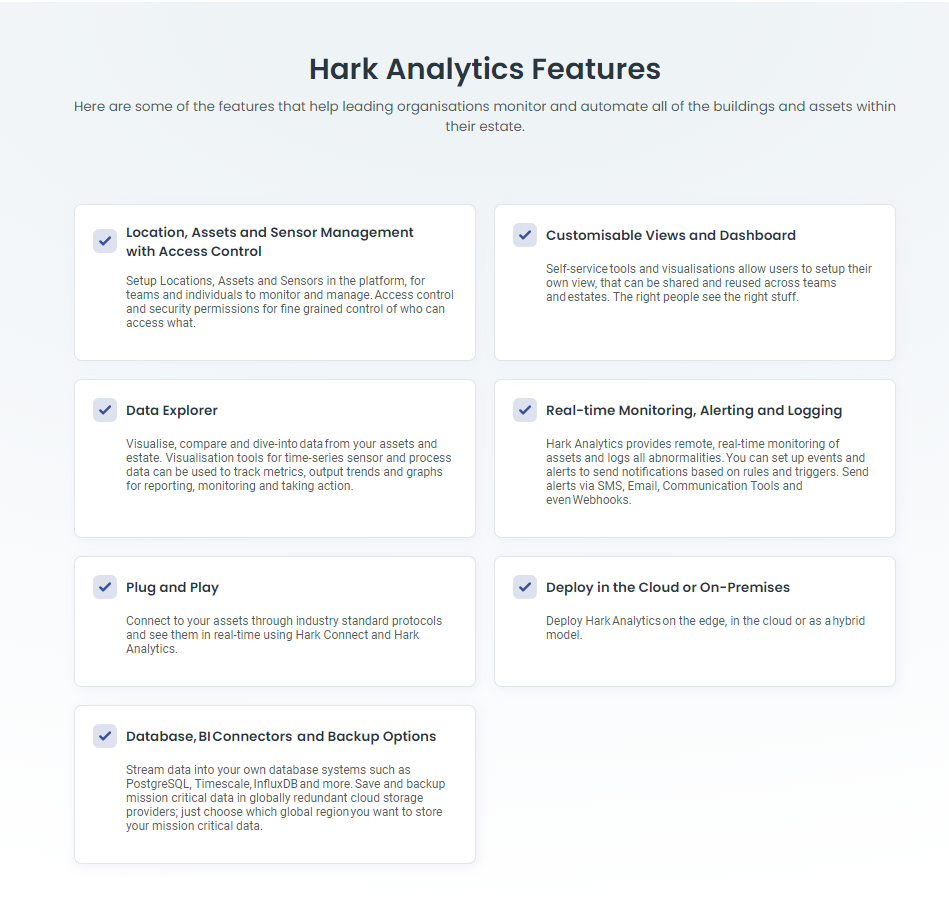 Hark Analytics Features
Here are some of the features that help leading organisations monitor and automate all of the buildings and assets within
their estate.
Location, Assets and Sensor Management
with Access Control
Setup Locations, Assets and Sensors in the platform, for
teams and individuals to monitor and manage. Access control
and security permissions for fine grained control of who can
access what.
Customisable Views and Dashboard
Self-service tools and visualisations allow users to setup their
own view, that can be shared and reused across teams
and estates. The right people see the right stuff.
Data Explorer
Visualise, compare and dive-into data from your assets and
estate. Visualisation tools for time-series sensor and process
data can be used to track metrics, output trends and graphs
for reporting, monitoring and taking action.
Real-time Monitoring, Alerting and Logging
Hark Analytics provides remote, real-time monitoring of
assets and logs all abnormalities. You can set up events and
alerts to send notifications based on rules and triggers. Send
alerts via SMS, Email, Communication Tools and
even Webhooks.
Plug and Play
Connect to your assets through industry standard protocols
and see them in real-time using Hark Connect and Hark
Analytics.
Deploy in the Cloud or On-Premises
Deploy Hark Analytics on the edge, in the cloud or as a hybrid
model.
Database, BI Connectors and Backup Options
Stream data into your own database systems such as
PostgreSQL, Timescale, InfluxDB and more. Save and backup
mission critical data in globally redundant cloud storage
providers; just choose which global region you want to store
your mission critical data.